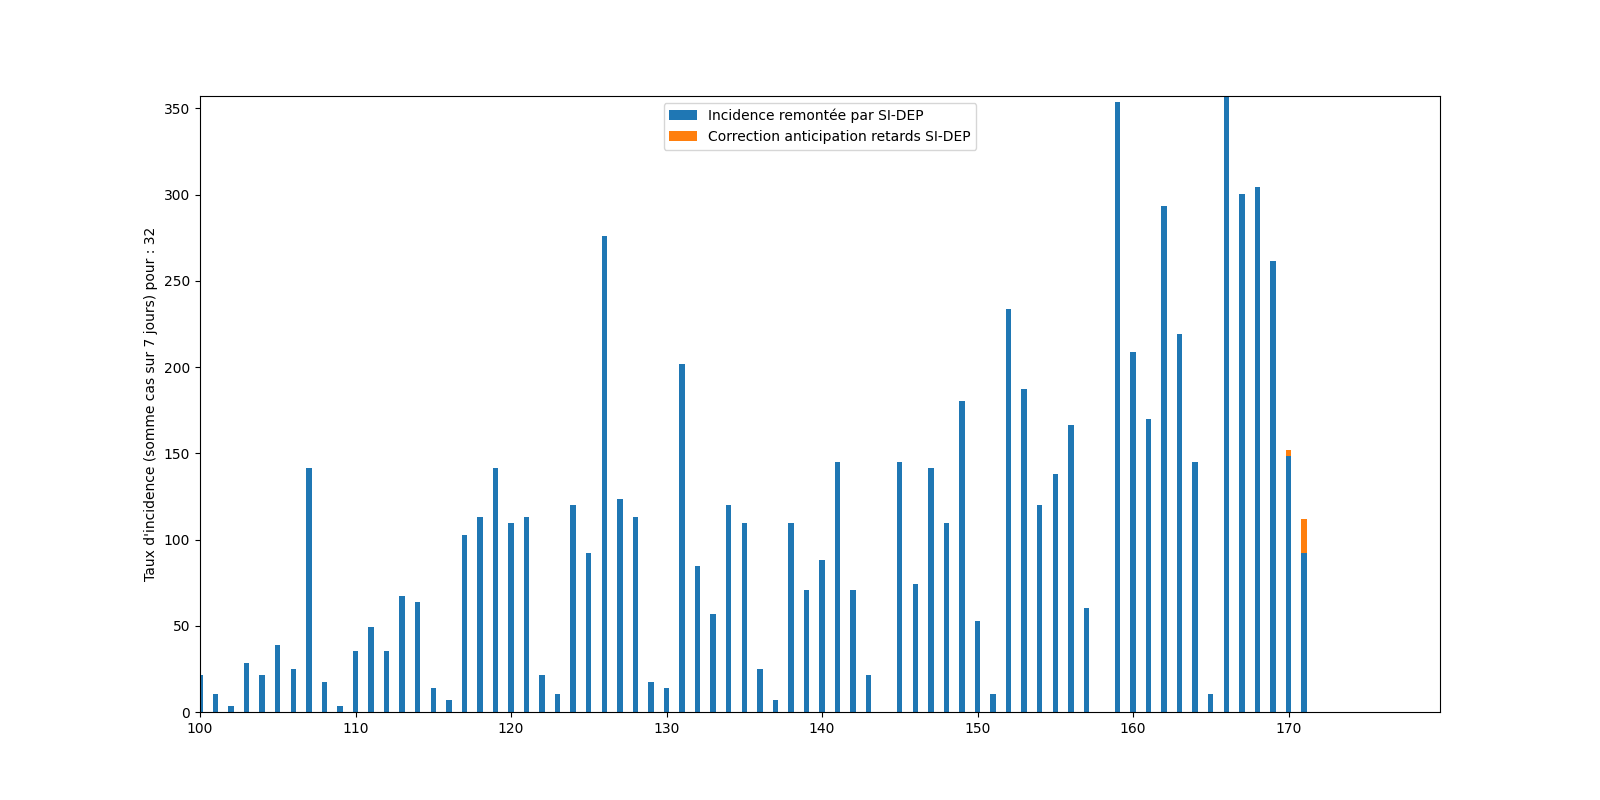 Incidence remontée par SI-DEP
Correction anticipation retards SI-DEP
Taux d'incidence (somme cas sur 7 jours) pour : 32
350
300
250
200
150
100
50
0
100 110 120 130 140 150 160 170